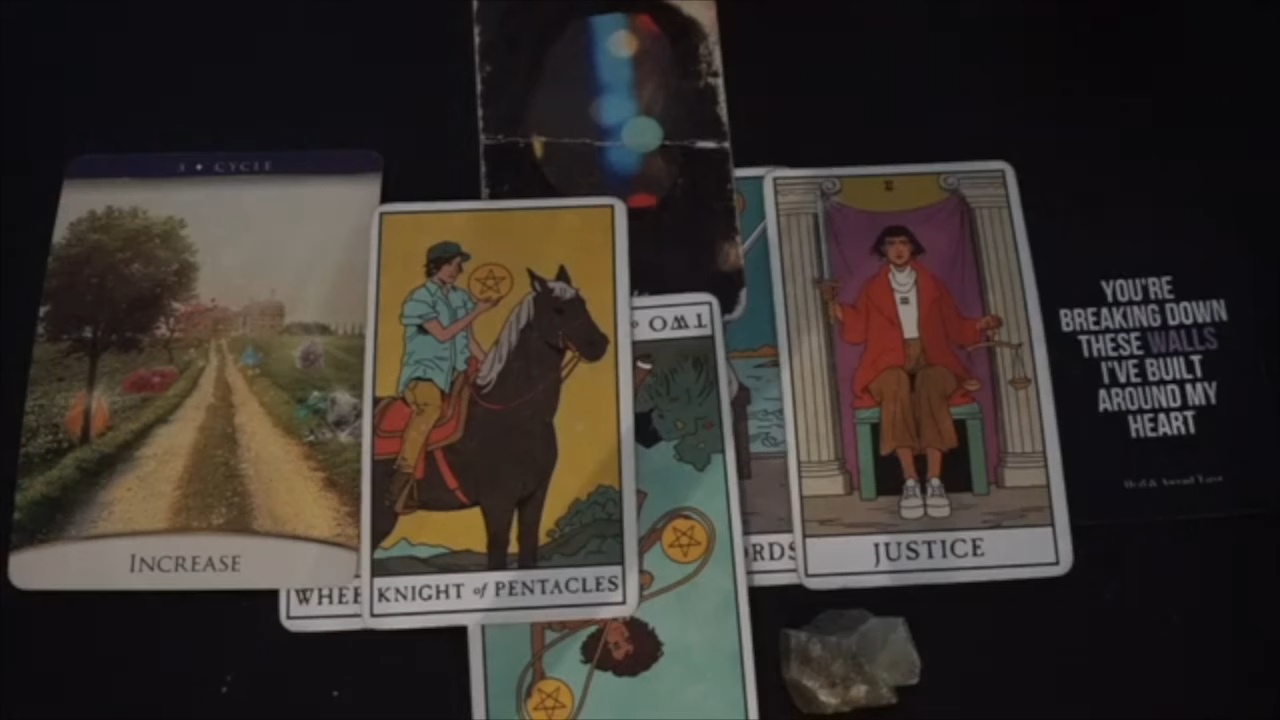 CYCLE
INCREASE
WHEE
KNIGHT of PENTACLES
TWO
ORDS
JUSTICE
YOU'RE
BREAKING DOWN
THESE WALLS
I'VE BUILT
AROUND MY
HEART